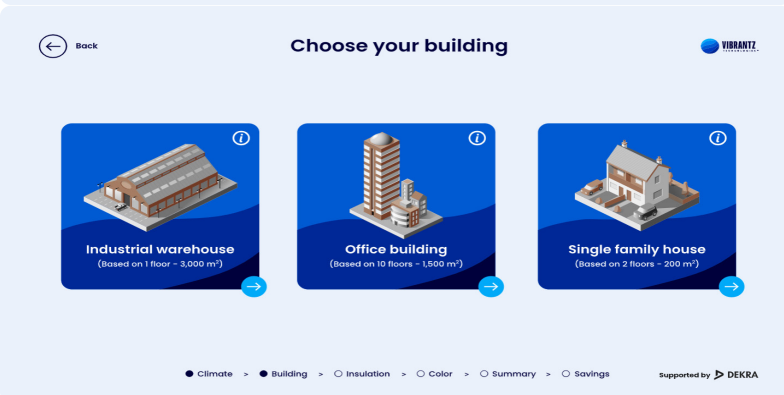 Back
Choose your building
VIBRANTZ
TECHNOLOGIES
Industrial warehouse
(Based on 1 floor - 3,000 m²)
Office building
(Based on 10 floors - 1,500 m²)
Single family house
(Based on 2 floors - 200 m²)
Climate > Building > Insulation > Color > Summary > Savings
Supported by DEKRA